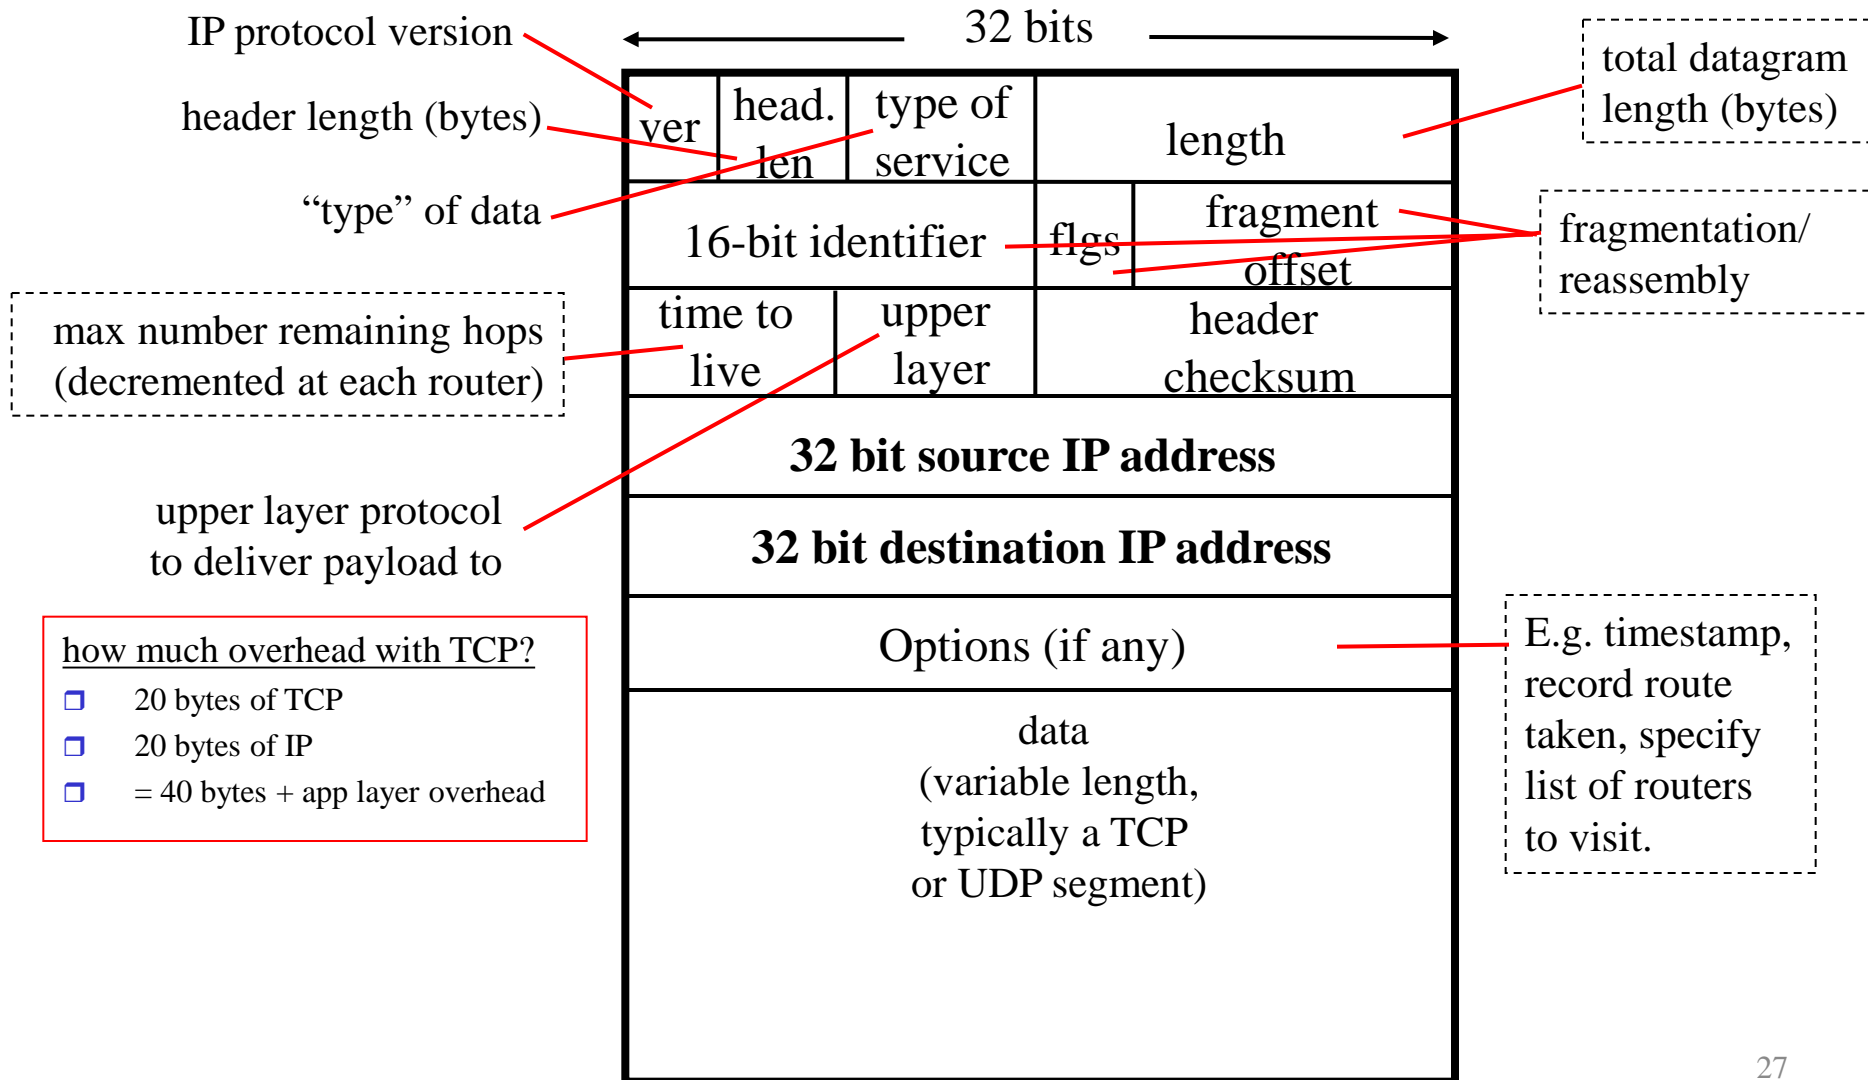 IP protocol version
32 bits
total datagram
length (bytes)
header length (bytes)
ver
head.
len
type of
service
length
“type” of data
16-bit identifier
flgs
fragment
offset
fragmentation/
reassembly
max number remaining hops
(decremented at each router)
time to
live
upper
layer
header
checksum
32 bit source IP address
upper layer protocol
to deliver payload to
32 bit destination IP address
how much overhead with TCP?
20 bytes of TCP
20 bytes of IP
= 40 bytes + app layer overhead
Options (if any)
E.g. timestamp,
record route
taken, specify
list of routers
to visit.
data
(variable length,
typically a TCP
or UDP segment)
27